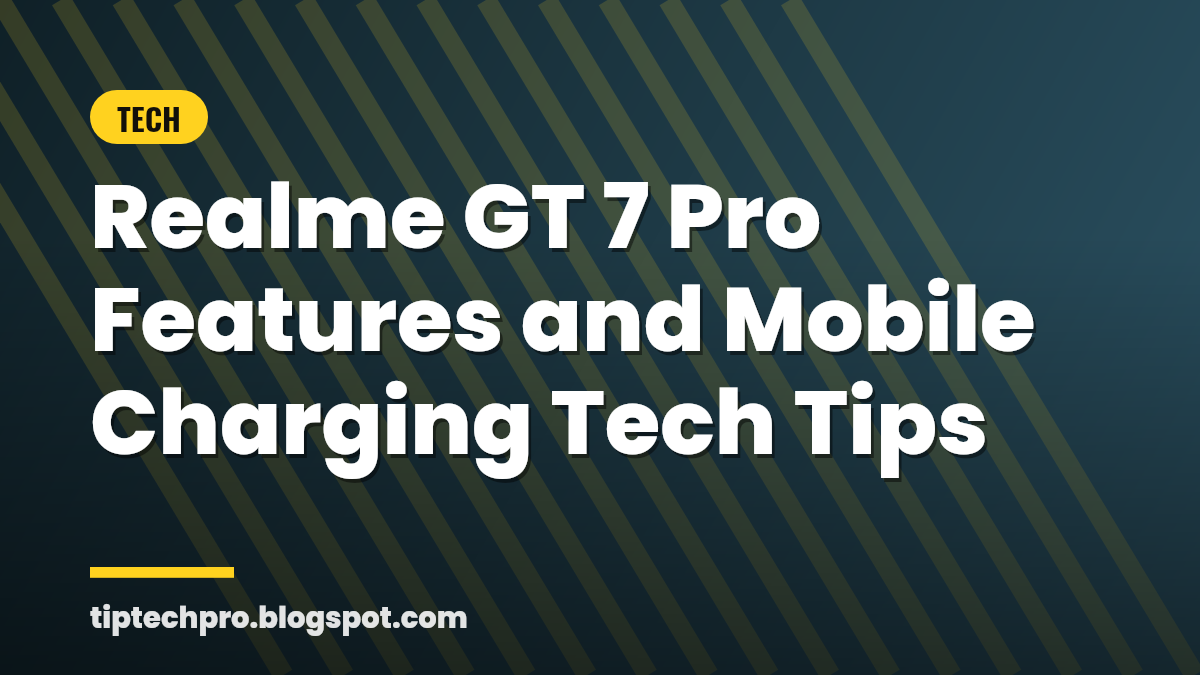 TECH
Realme GT 7 Pro
Features and Mobile
Charging Tech Tips
tiptechpro.blogspot.com